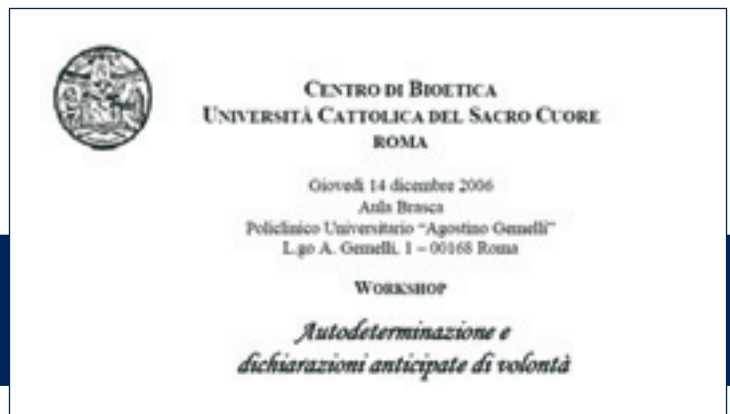 CENTRO DI BIOETICA
UNIVERSITÀ CATTOLICA DEL SACRO CUORE
ROMA
Giovedì 14 dicembre 2006
Aula Brasca
Policlinico Universitario “Agostino Gemelli”
L.go A. Gemelli, 1 – 00168 Roma
WORKSHOP
Autodeterminazione e
dichiarazioni anticipate di volontà